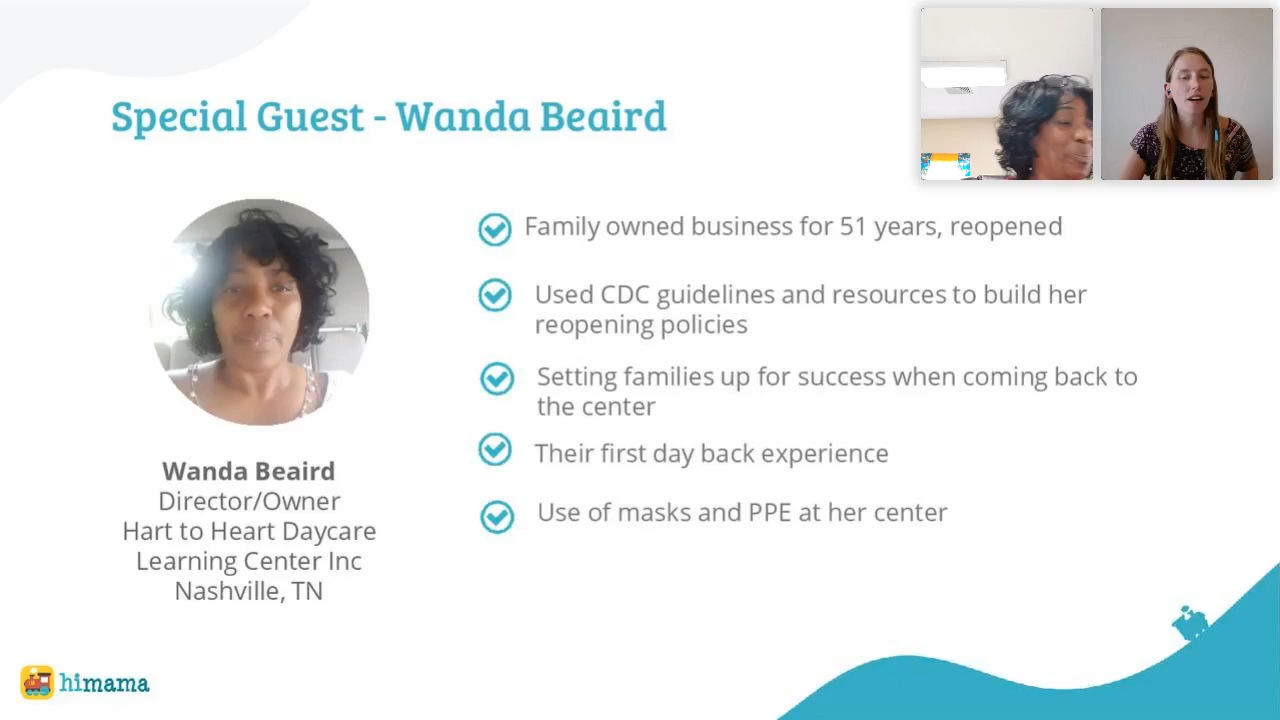 Special Guest - Wanda Beaird
Family owned business for 51 years, reopened
Used CDC guidelines and resources to build her
reopening policies
Setting families up for success when coming back to
the center
Their first day back experience
Use of masks and PPE at her center
Wanda Beaird
Director/Owner
Hart to Heart Daycare
Learning Center Inc
Nashville, TN
himama